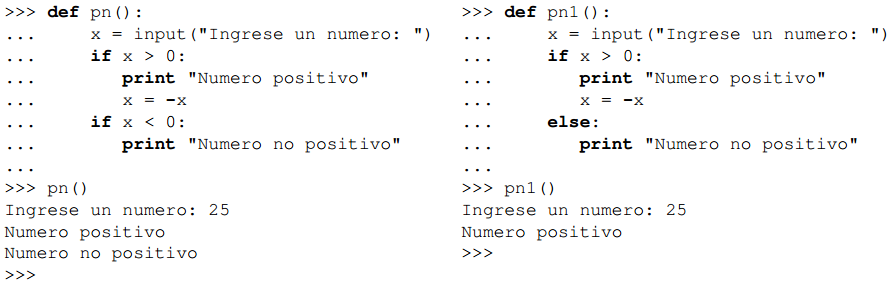 >>> def pn():
...     x = input("Ingrese un numero: ")
...     if x > 0:
...        print "Numero positivo"
...        x = -x
...     if x < 0:
...        print "Numero no positivo"
...
>>> pn()
Ingrese un numero: 25
Numero positivo
Numero no positivo
>>>
>>> def pn1():
...     x = input("Ingrese un numero: ")
...     if x > 0:
...        print "Numero positivo"
...        x = -x
...     else:
...        print "Numero no positivo"
...
>>> pn1()
Ingrese un numero: 25
Numero positivo
>>>